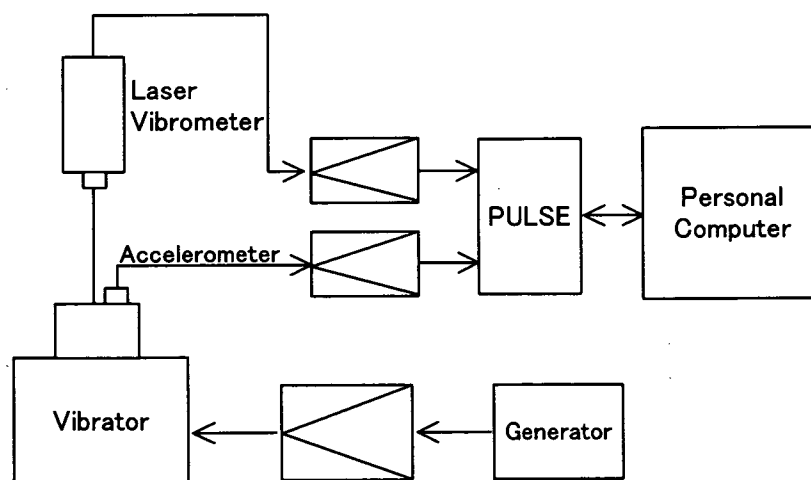 Laser
Vibrometer
PULSE
Personal
Computer
Accelerometer
Vibrator
Generator